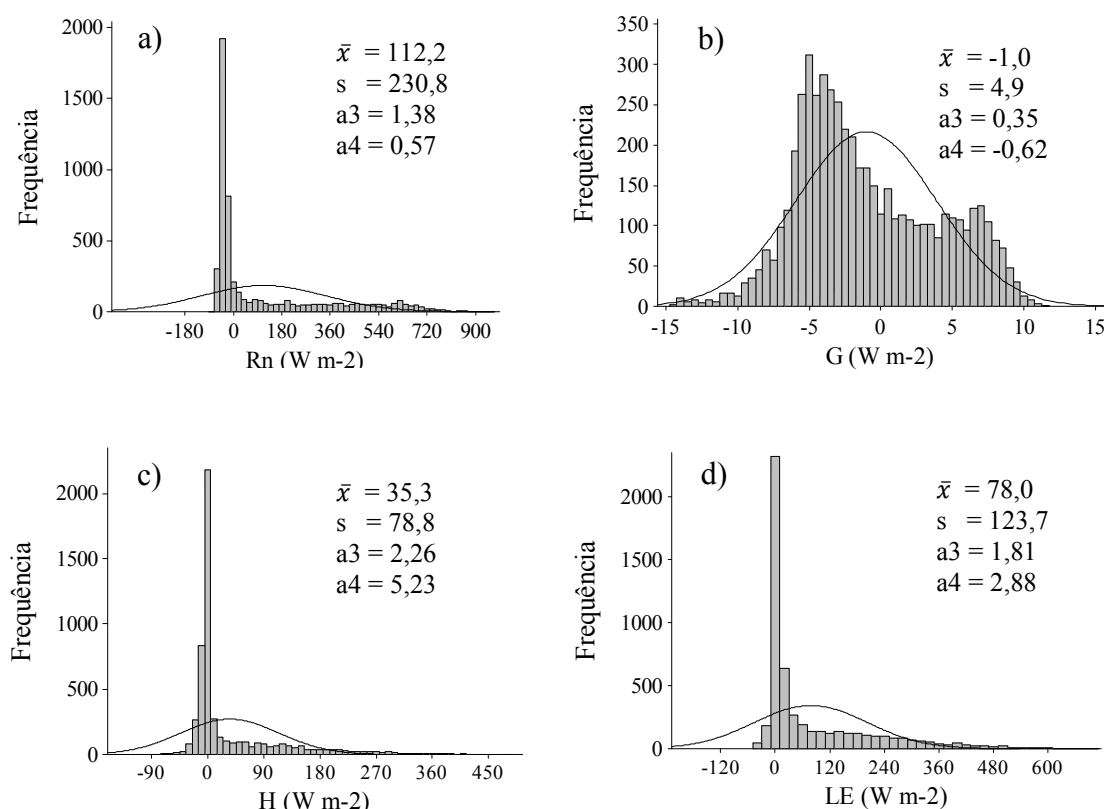 a)
x̄ = 112,2
s = 230,8
a3 = 1,38
a4 = 0,57
Frequência
2000
1500
1000
500
0
-180 0 180 360 540 720 900
Rn (W m-2)
b)
x̄ = -1,0
s = 4,9
a3 = 0,35
a4 = -0,62
Frequência
350
300
250
200
150
100
50
0
-15 -10 -5 0 5 10 15
G (W m-2)
c)
x̄ = 35,3
s = 78,8
a3 = 2,26
a4 = 5,23
Frequência
2000
1500
1000
500
0
-90 0 90 180 270 360 450
H (W m-2)
d)
x̄ = 78,0
s = 123,7
a3 = 1,81
a4 = 2,88
Frequência
2000
1500
1000
500
0
-120 0 120 240 360 480 600
LE (W m-2)